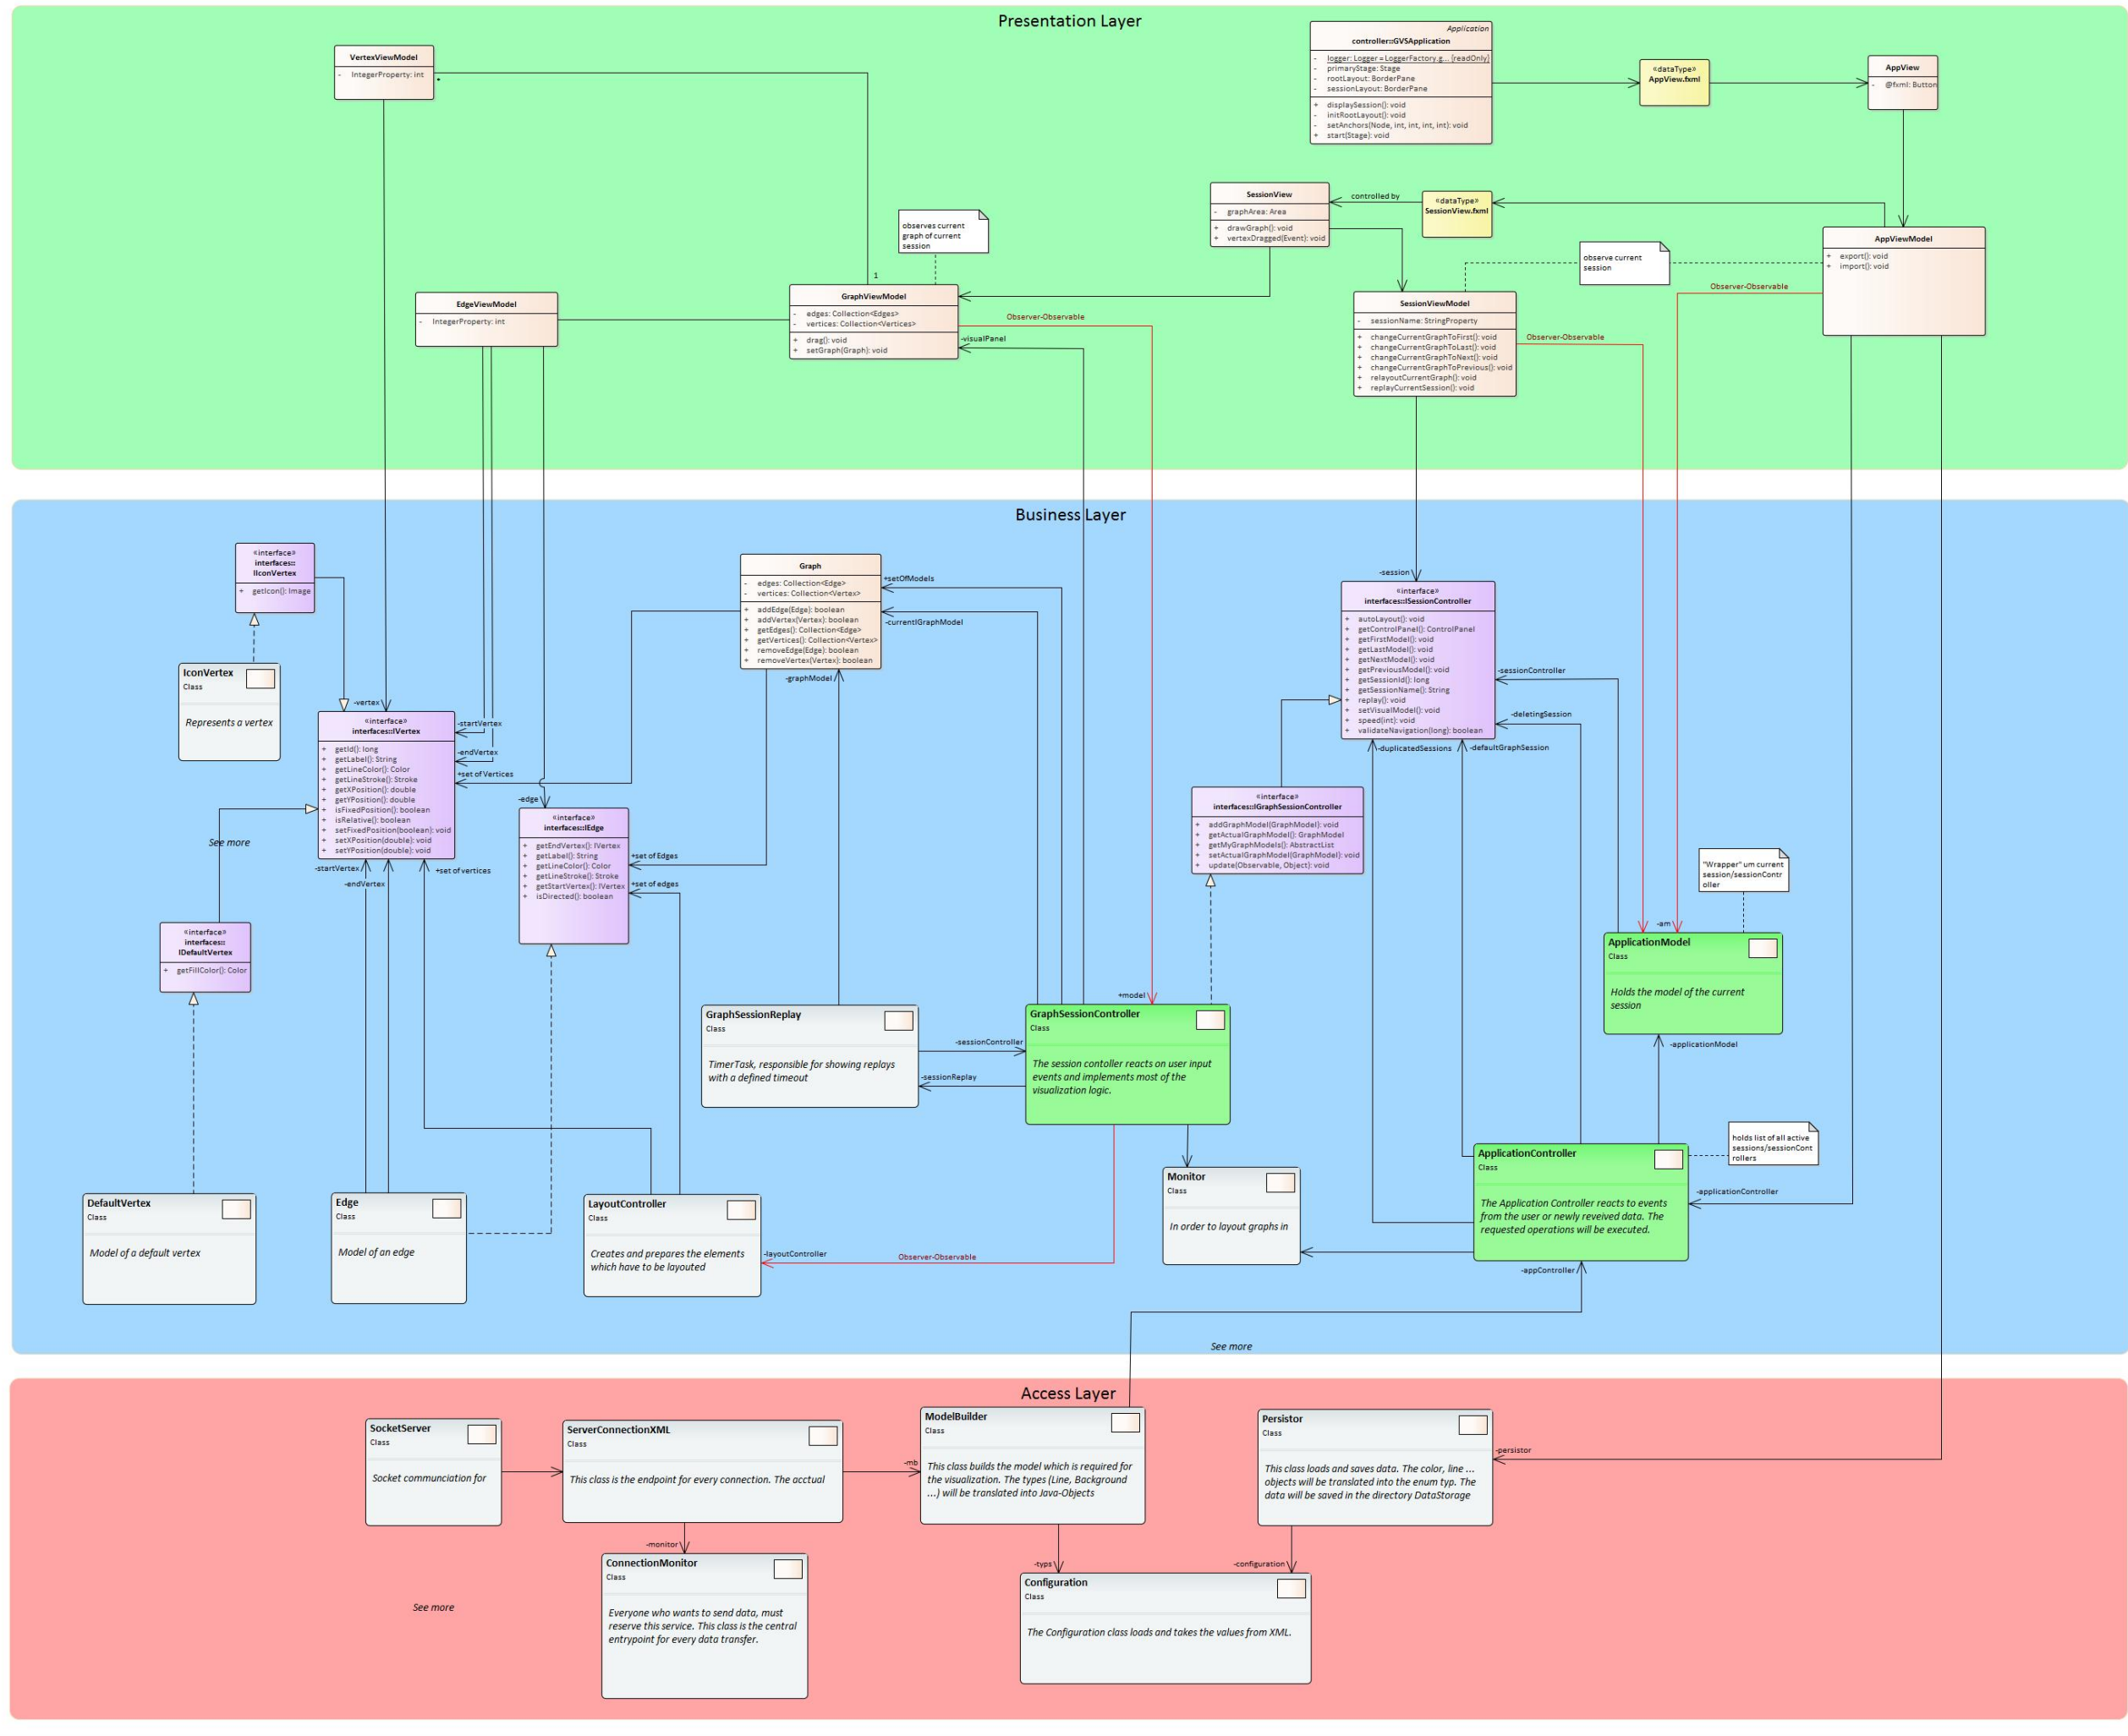 Presentation Layer
VertexViewModel
- IntegerProperty: int
*
Application
controller::GVSApplication
- logger: Logger = LoggerFactory.g... {readOnly}
- primaryStage: Stage
- rootLayout: BorderPane
- sessionLayout: BorderPane
+ displaySession(): void
- initRootLayout(): void
- setAnchors(Node, int, int, int, int): void
+ start(Stage): void
«dataType»
AppView.fxml
AppView
- @fxml: Button
SessionView
- graphArea: Area
+ drawGraph(): void
+ vertexDragged(Event): void
controlled by
«dataType»
SessionView.fxml
observes current
graph of current
session
1
observe current
session
AppViewModel
+ export(): void
+ import(): void
Observer-Observable
EdgeViewModel
- IntegerProperty: int
GraphViewModel
- edges: Collection<Edges>
- vertices: Collection<Vertices>
+ drag(): void
+ setGraph(Graph): void
Observer-Observable
-visualPanel
SessionViewModel
- sessionName: StringProperty
+ changeCurrentGraphToFirst(): void
+ changeCurrentGraphToLast(): void
+ changeCurrentGraphToNext(): void
+ changeCurrentGraphToPrevious(): void
+ relayoutCurrentGraph(): void
+ replayCurrentSession(): void
Observer-Observable
Business Layer
«interface»
interfaces::
IIconVertex
+ getIcon(): Image
IconVertex
Class
Represents a vertex
-vertex
«interface»
interfaces::IVertex
+ getId(): long
+ getLabel(): String
+ getLineColor(): Color
+ getLineStroke(): Stroke
+ getXPosition(): double
+ getYPosition(): double
+ isFixedPosition(): boolean
+ isRelative(): boolean
+ setFixedPosition(boolean): void
+ setXPosition(double): void
+ setYPosition(double): void
-startVertex
-endVertex
+set of Vertices
See more
-startVertex
-endVertex
+set of vertices
Graph
- edges: Collection<Edge>
- vertices: Collection<Vertex>
+ addEdge(Edge): boolean
+ addVertex(Vertex): boolean
+ getEdges(): Collection<Edge>
+ getVertices(): Collection<Vertex>
+ removeEdge(Edge): boolean
+ removeVertex(Vertex): boolean
+setOfModels
-currentIGraphModel
-graphModel
-edge
«interface»
interfaces::IEdge
+ getEndVertex(): IVertex
+ getLabel(): String
+ getLineColor(): Color
+ getLineStroke(): Stroke
+ getStartVertex(): IVertex
+ isDirected(): boolean
+set of Edges
+set of edges
-session
«interface»
interfaces::ISessionController
+ autoLayout(): void
+ getControlPanel(): ControlPanel
+ getFirstModel(): void
+ getLastModel(): void
+ getNextModel(): void
+ getPreviousModel(): void
+ getSessionId(): long
+ getSessionName(): String
+ replay(): void
+ setVisualModel(): void
+ speed(int): void
+ validateNavigation(long): boolean
-sessionController
-deletingSession
-duplicatedSessions
-defaultGraphSession
«interface»
interfaces::IGraphSessionController
+ addGraphModel(GraphModel): void
+ getActualGraphModel(): GraphModel
+ getMyGraphModels(): AbstractList
+ setActualGraphModel(GraphModel): void
+ update(Observable, Object): void
"Wrapper" um current
session/sessionContr
oller
-am
ApplicationModel
Class
Holds the model of the current
session
-applicationModel
«interface»
interfaces::
IDefaultVertex
+ getFillColor(): Color
GraphSessionReplay
Class
TimerTask, responsible for showing replays
with a defined timeout
-sessionController
-sessionReplay
+model
GraphSessionController
Class
The session contoller reacts on user input
events and implements most of the
visualization logic.
Monitor
Class
In order to layout graphs in
ApplicationController
Class
The Application Controller reacts to events
from the user or newly reveived data. The
requested operations will be executed.
holds list of all active
sessions/sessionCont
rollers
-applicationController
-appController
DefaultVertex
Class
Model of a default vertex
Edge
Class
Model of an edge
LayoutController
Class
Creates and prepares the elements
which have to be layouted
-layoutController
Observer-Observable
See more
Access Layer
SocketServer
Class
Socket communciation for
ServerConnectionXML
Class
This class is the endpoint for every connection. The acctual
-mb
ModelBuilder
Class
This class builds the model which is required for
the visualization. The types (Line, Background
...) will be translated into Java-Objects
Persistor
Class
This class loads and saves data. The color, line ...
objects will be translated into the enum typ. The
data will be saved in the directory DataStorage
-persistor
-monitor
ConnectionMonitor
Class
Everyone who wants to send data, must
reserve this service. This class is the central
entrypoint for every data transfer.
-typs
-configuration
Configuration
Class
The Configuration class loads and takes the values from XML.
See more